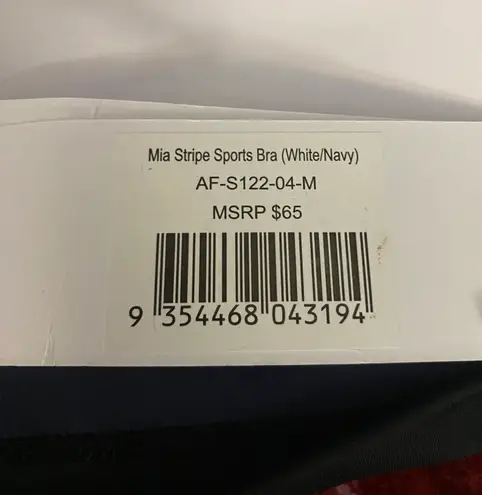 Mia Stripe Sports Bra (White/Navy)
AF-S122-04-M
MSRP $65
9 354468 043194